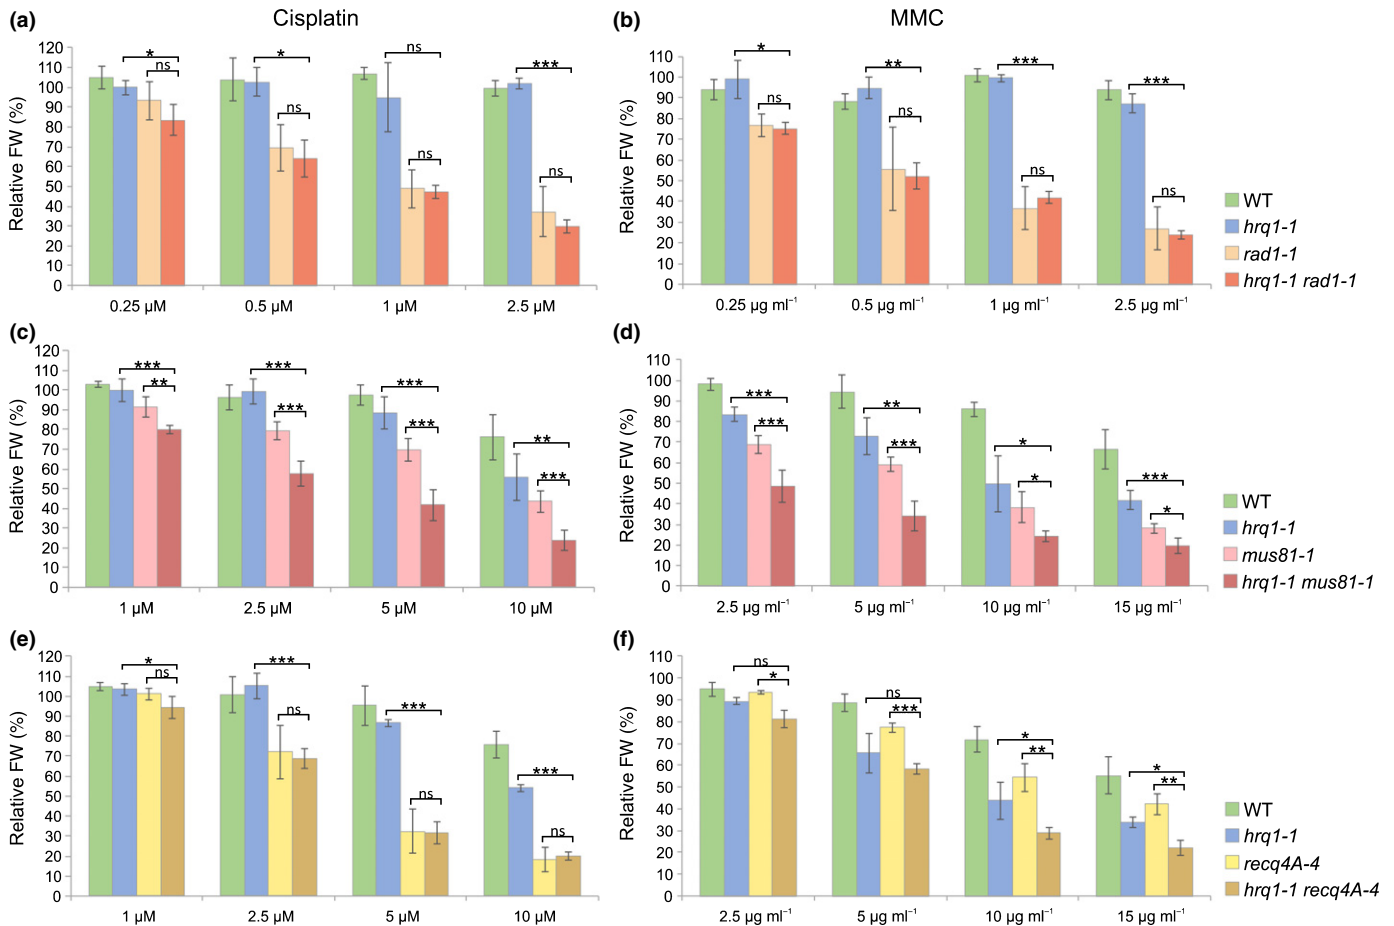 (a) Cisplatin
120
110
100
90
80
70
60
50
40
30
20
10
0
Relative FW (%)
* ns
* ns
ns ns
*** ns
0.25 µM 0.5 µM 1 µM 2.5 µM
(b) MMC
110
100
90
80
70
60
50
40
30
20
10
0
Relative FW (%)
* ns
** ns
*** ns
*** ns
0.25 µg ml⁻¹ 0.5 µg ml⁻¹ 1 µg ml⁻¹ 2.5 µg ml⁻¹
WT
hrq1-1
rad1-1
hrq1-1 rad1-1
(c)
120
110
100
90
80
70
60
50
40
30
20
10
0
Relative FW (%)
*** **
*** ***
*** ***
** ***
1 µM 2.5 µM 5 µM 10 µM
(d)
110
100
90
80
70
60
50
40
30
20
10
0
Relative FW (%)
*** ***
** ***
* *
*** *
2.5 µg ml⁻¹ 5 µg ml⁻¹ 10 µg ml⁻¹ 15 µg ml⁻¹
WT
hrq1-1
mus81-1
hrq1-1 mus81-1
(e)
120
110
100
90
80
70
60
50
40
30
20
10
0
Relative FW (%)
* ns
*** ns
*** ns
*** ns
1 µM 2.5 µM 5 µM 10 µM
(f)
110
100
90
80
70
60
50
40
30
20
10
0
Relative FW (%)
ns *
ns ***
* **
* **
2.5 µg ml⁻¹ 5 µg ml⁻¹ 10 µg ml⁻¹ 15 µg ml⁻¹
WT
hrq1-1
recq4A-4
hrq1-1 recq4A-4